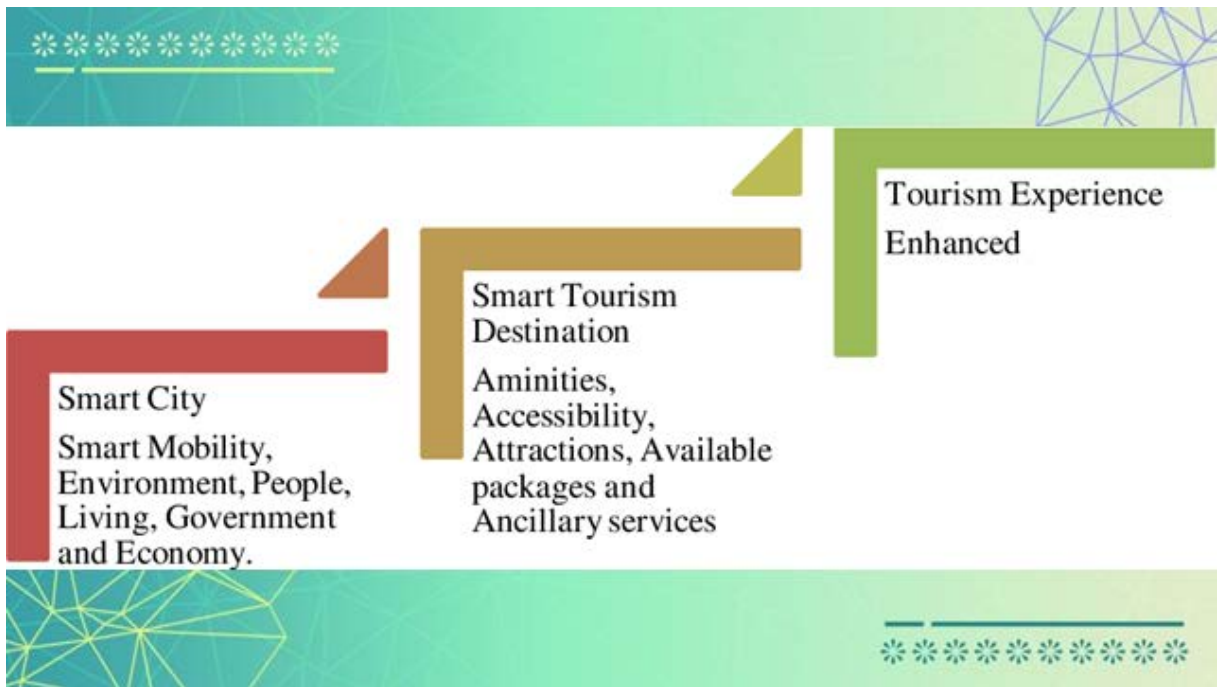 Smart City
Smart Mobility,
Environment, People,
Living, Government
and Economy.
Smart Tourism
Destination
Aminities,
Accessibility,
Attractions, Available
packages and
Ancillary services
Tourism Experience
Enhanced